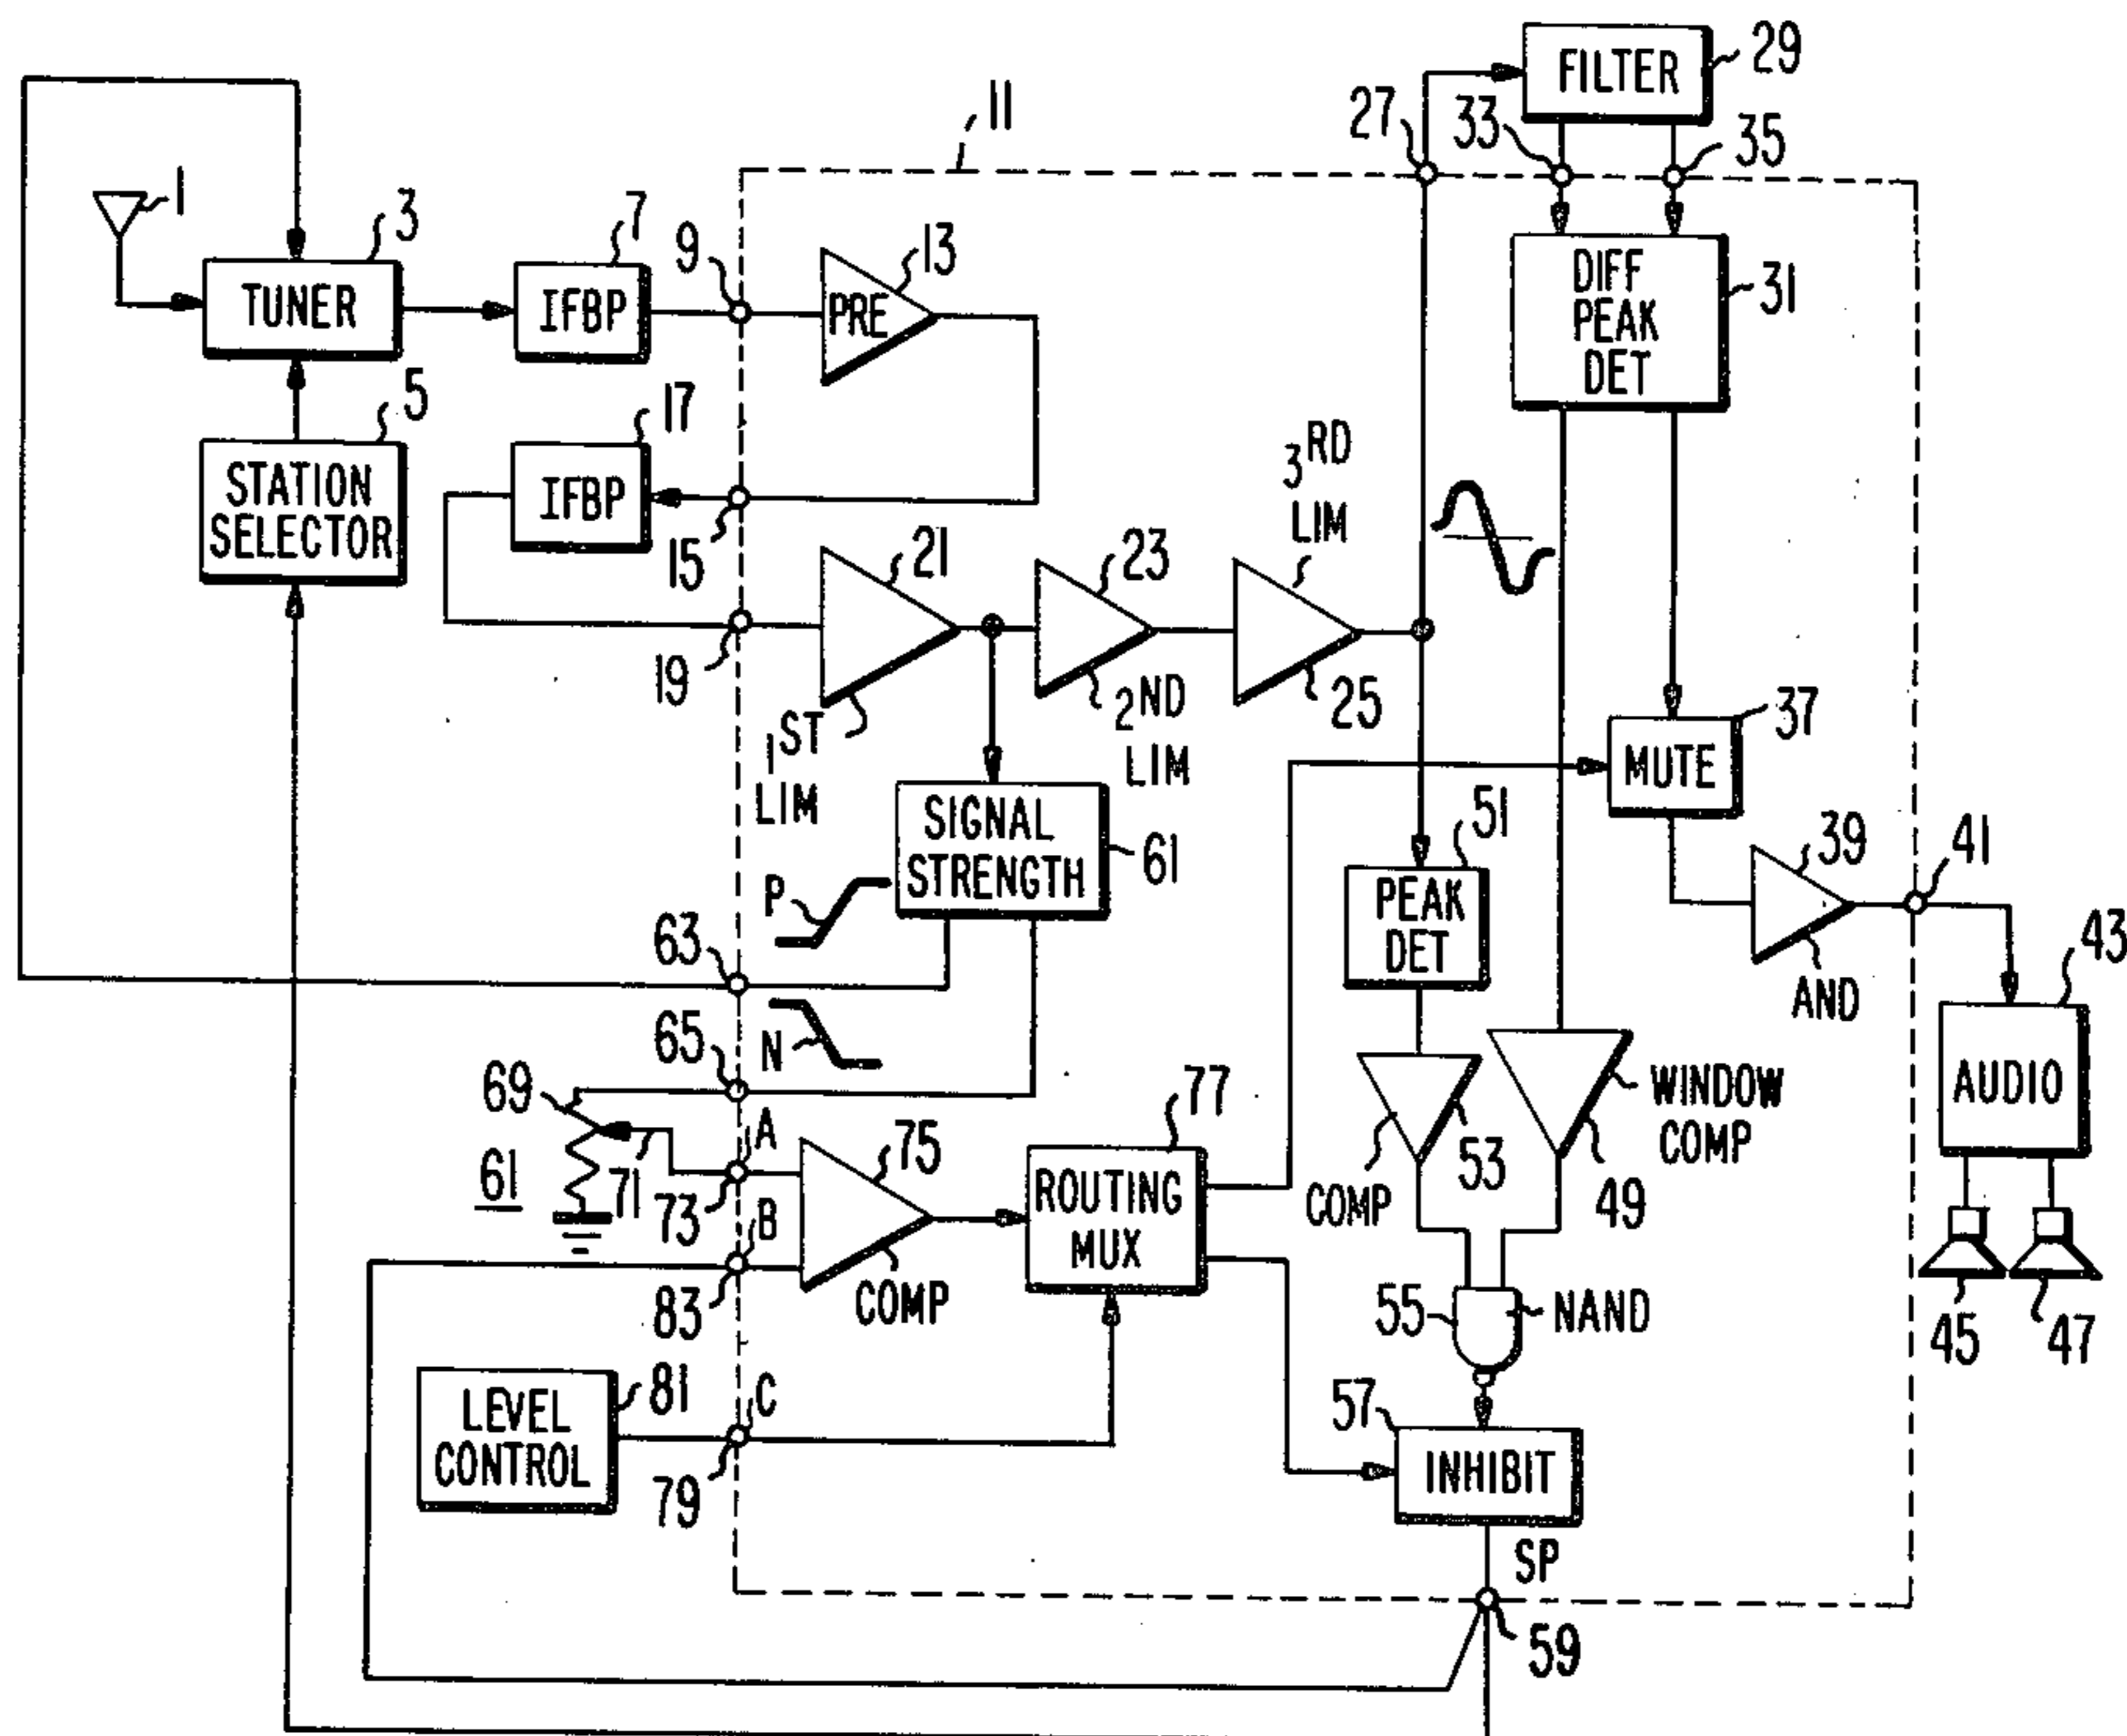 FILTER
29
27
33
35
11
1
3
7
9
13
TUNER
IFBP
PRE
DIFF
PEAK
DET
31
5
17
STATION
SELECTOR
IFBP
15
3RD
LIM
21
23
19
1ST
LIM
2ND
LIM
25
37
MUTE
SIGNAL
STRENGTH
61
51
PEAK
DET
39
41
P
63
AND
43
N
65
69
A
75
77
COMP
53
WINDOW
COMP
49
AUDIO
61
71
73
B
ROUTING
MUX
83
COMP
55
NAND
45
47
LEVEL
CONTROL
81
C
79
57
INHIBIT
SP
59